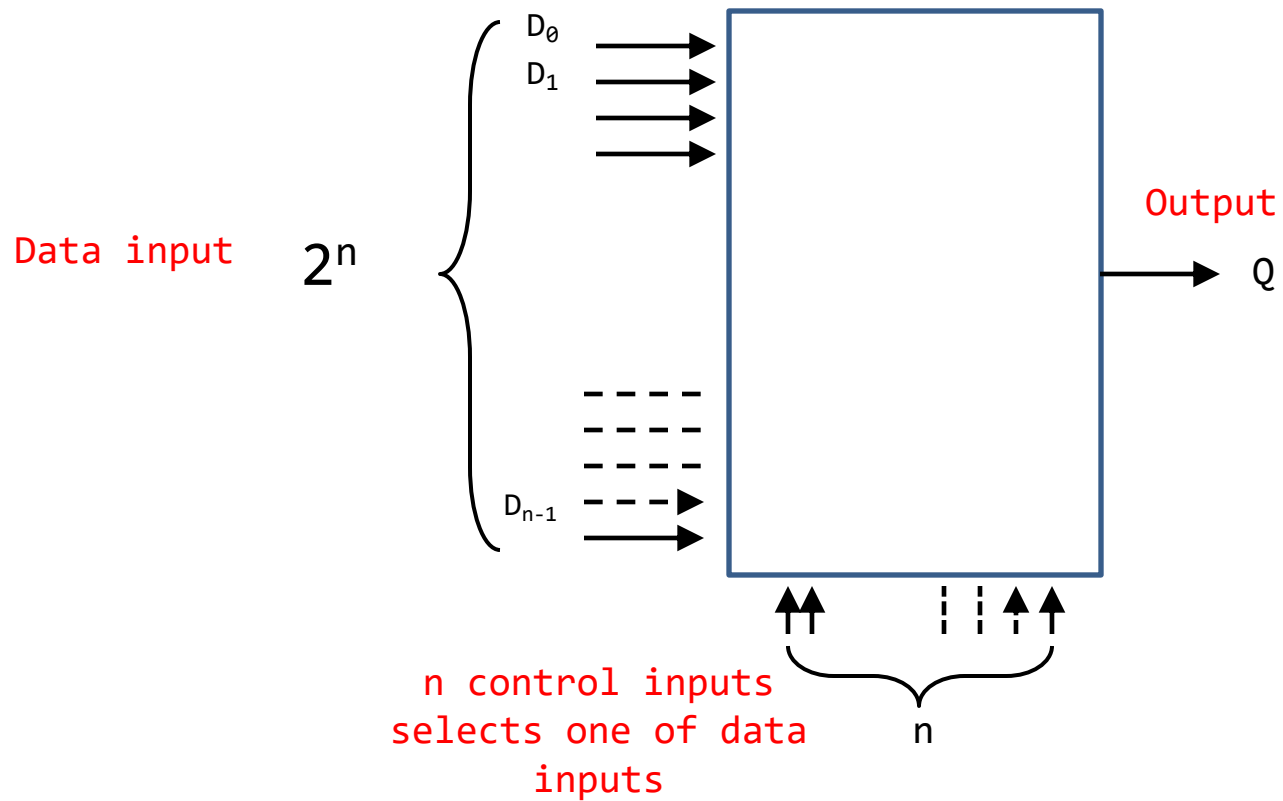 D₀
D₁
Output
Data input 2ⁿ
Q
Dₙ₋₁
n control inputs
selects one of data
inputs
n